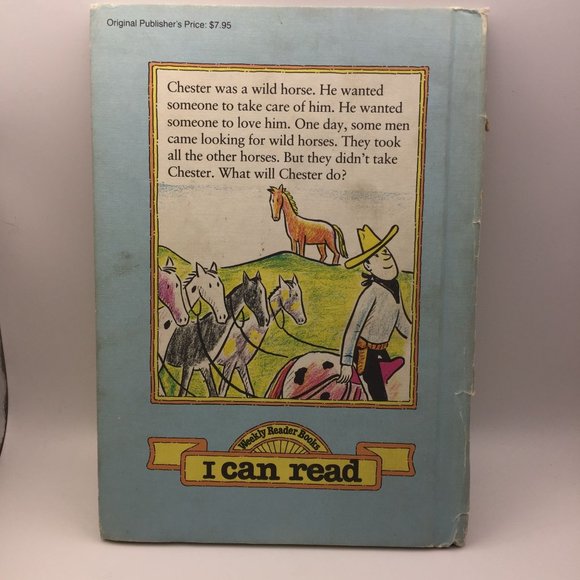 Original Publisher's Price: $7.95
Chester was a wild horse. He wanted
someone to take care of him. He wanted
someone to love him. One day, some men
came looking for wild horses. They took
all the other horses. But they didn't take
Chester. What will Chester do?
Weekly Reader Books
I can read